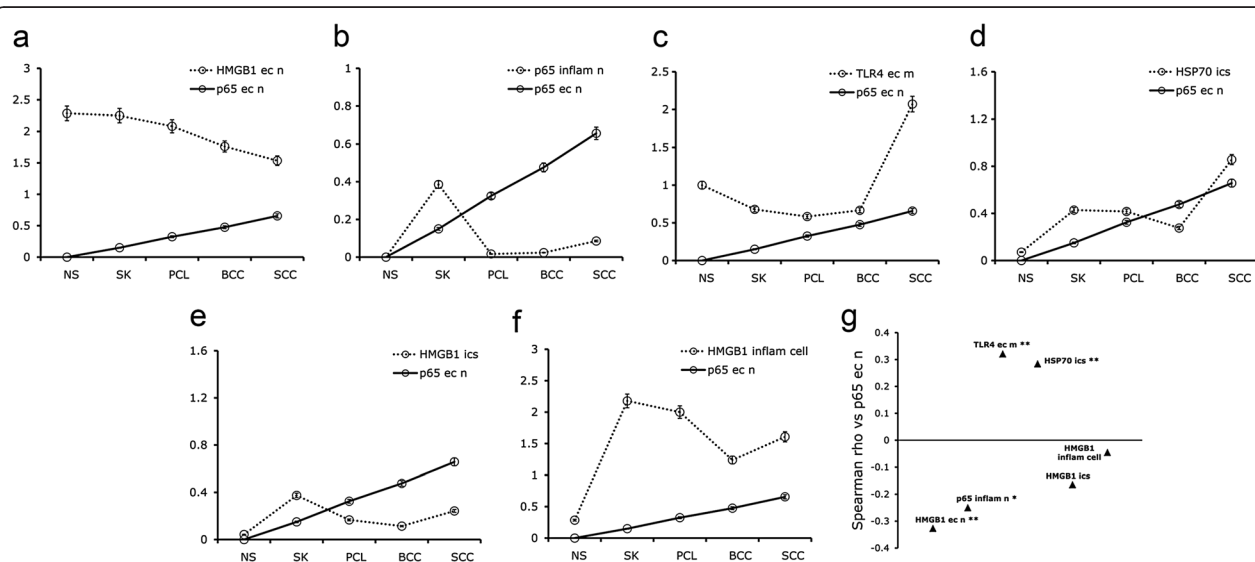 a
HMGB1 ec n
p65 ec n
3
2.5
2
1.5
1
0.5
0
NS SK PCL BCC SCC
b
p65 inflam n
p65 ec n
1
0.8
0.6
0.4
0.2
0
NS SK PCL BCC SCC
c
TLR4 ec m
p65 ec n
2.5
2
1.5
1
0.5
0
NS SK PCL BCC SCC
d
HSP70 ics
p65 ec n
1.6
1.2
0.8
0.4
0
NS SK PCL BCC SCC
e
HMGB1 ics
p65 ec n
1.6
1.2
0.8
0.4
0
NS SK PCL BCC SCC
f
HMGB1 inflam cell
p65 ec n
3
2.5
2
1.5
1
0.5
0
NS SK PCL BCC SCC
g
Spearman rho vs p65 ec n
0.4
0.3
0.2
0.1
0
-0.1
-0.2
-0.3
-0.4
TLR4 ec m **
HSP70 ics **
HMGB1
inflam cell
HMGB1 ics
p65 inflam n *
HMGB1 ec n **